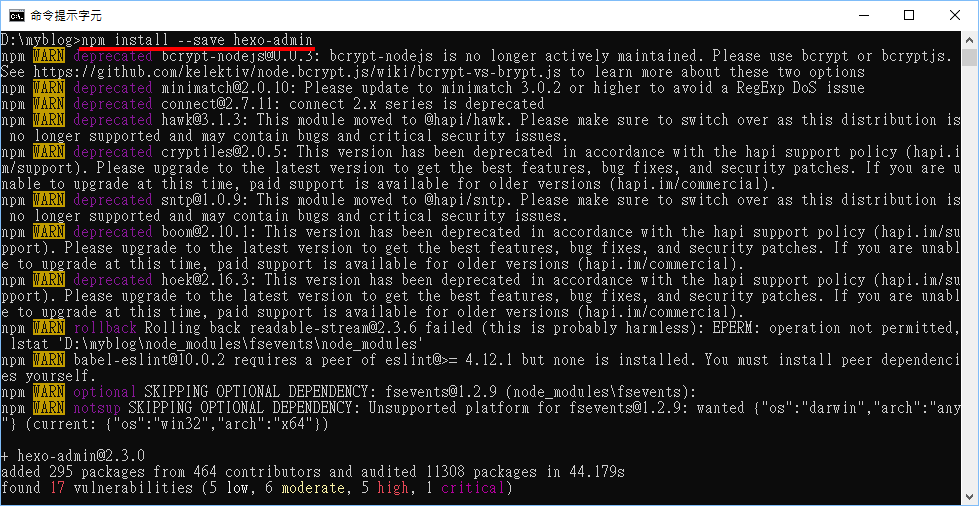 命令提示字元
D:\myblog>npm install --save hexo-admin
npm WARN deprecated bcrypt-nodejs@0.0.3: bcrypt-nodejs is no longer actively maintained. Please use bcrypt or bcryptjs.
See https://github.com/kelektiv/node.bcrypt.js/wiki/bcrypt-vs-brypt.js to learn more about these two options
npm WARN deprecated minimatch@2.0.10: Please update to minimatch 3.0.2 or higher to avoid a RegExp DoS issue
npm WARN deprecated connect@2.7.11: connect 2.x series is deprecated
npm WARN deprecated hawk@3.1.3: This module moved to @hapi/hawk. Please make sure to switch over as this distribution is
 no longer supported and may contain bugs and critical security issues.
npm WARN deprecated cryptiles@2.0.5: This version has been deprecated in accordance with the hapi support policy (hapi.i
m/support). Please upgrade to the latest version to get the best features, bug fixes, and security patches. If you are u
nable to upgrade at this time, paid support is available for older versions (hapi.im/commercial).
npm WARN deprecated sntp@1.0.9: This module moved to @hapi/sntp. Please make sure to switch over as this distribution is
 no longer supported and may contain bugs and critical security issues.
npm WARN deprecated boom@2.10.1: This version has been deprecated in accordance with the hapi support policy (hapi.im/su
pport). Please upgrade to the latest version to get the best features, bug fixes, and security patches. If you are unabl
e to upgrade at this time, paid support is available for older versions (hapi.im/commercial).
npm WARN deprecated hoek@2.16.3: This version has been deprecated in accordance with the hapi support policy (hapi.im/su
pport). Please upgrade to the latest version to get the best features, bug fixes, and security patches. If you are unabl
e to upgrade at this time, paid support is available for older versions (hapi.im/commercial).
npm WARN rollback Rolling back readable-stream@2.3.6 failed (this is probably harmless): EPERM: operation not permitted,
 lstat 'D:\myblog\node_modules\fsevents\node_modules'
npm WARN babel-eslint@10.0.2 requires a peer of eslint@>= 4.12.1 but none is installed. You must install peer dependenci
es yourself.
npm WARN optional SKIPPING OPTIONAL DEPENDENCY: fsevents@1.2.9 (node_modules\fsevents):
npm WARN notsup SKIPPING OPTIONAL DEPENDENCY: Unsupported platform for fsevents@1.2.9: wanted {"os":"darwin","arch":"any
"} (current: {"os":"win32","arch":"x64"})
+ hexo-admin@2.3.0
added 295 packages from 464 contributors and audited 11308 packages in 44.179s
found 17 vulnerabilities (5 low, 6 moderate, 5 high, 1 critical)